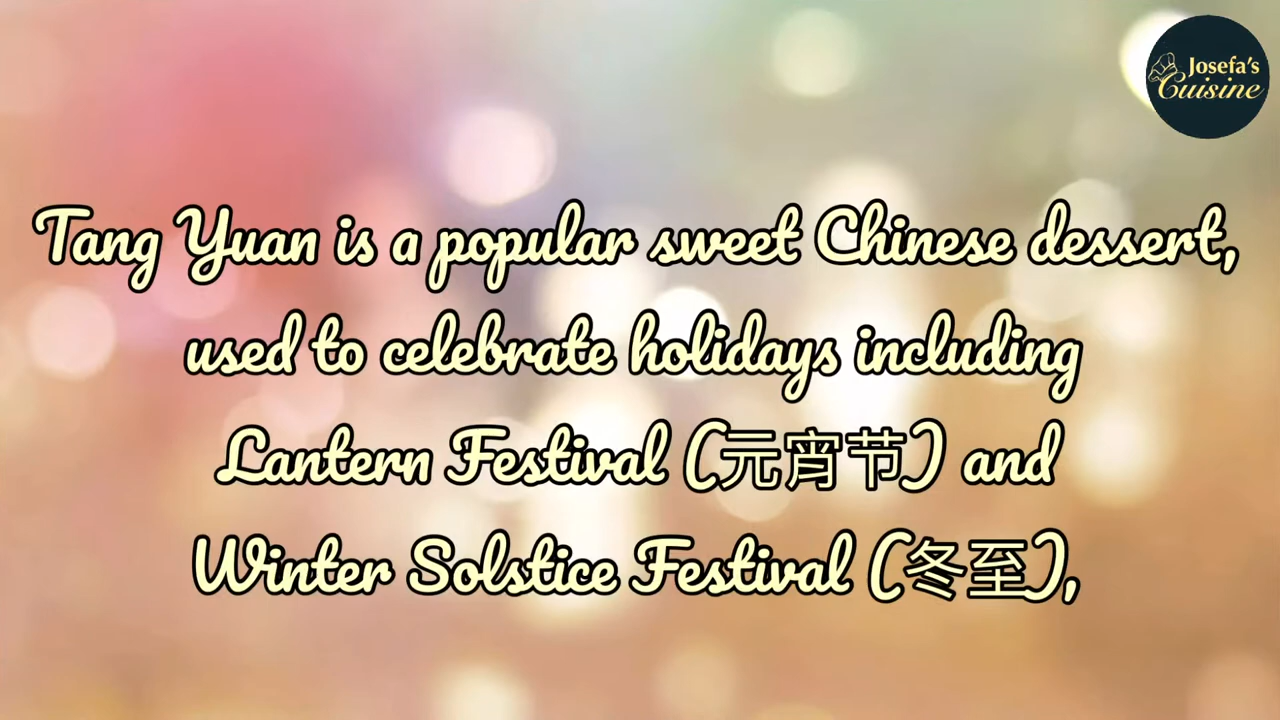 Josefa's
Cuisine
Tang Yuan is a popular sweet Chinese dessert,
used to celebrate holidays including
Lantern Festival (元宵节) and
Winter Solstice Festival (冬至),